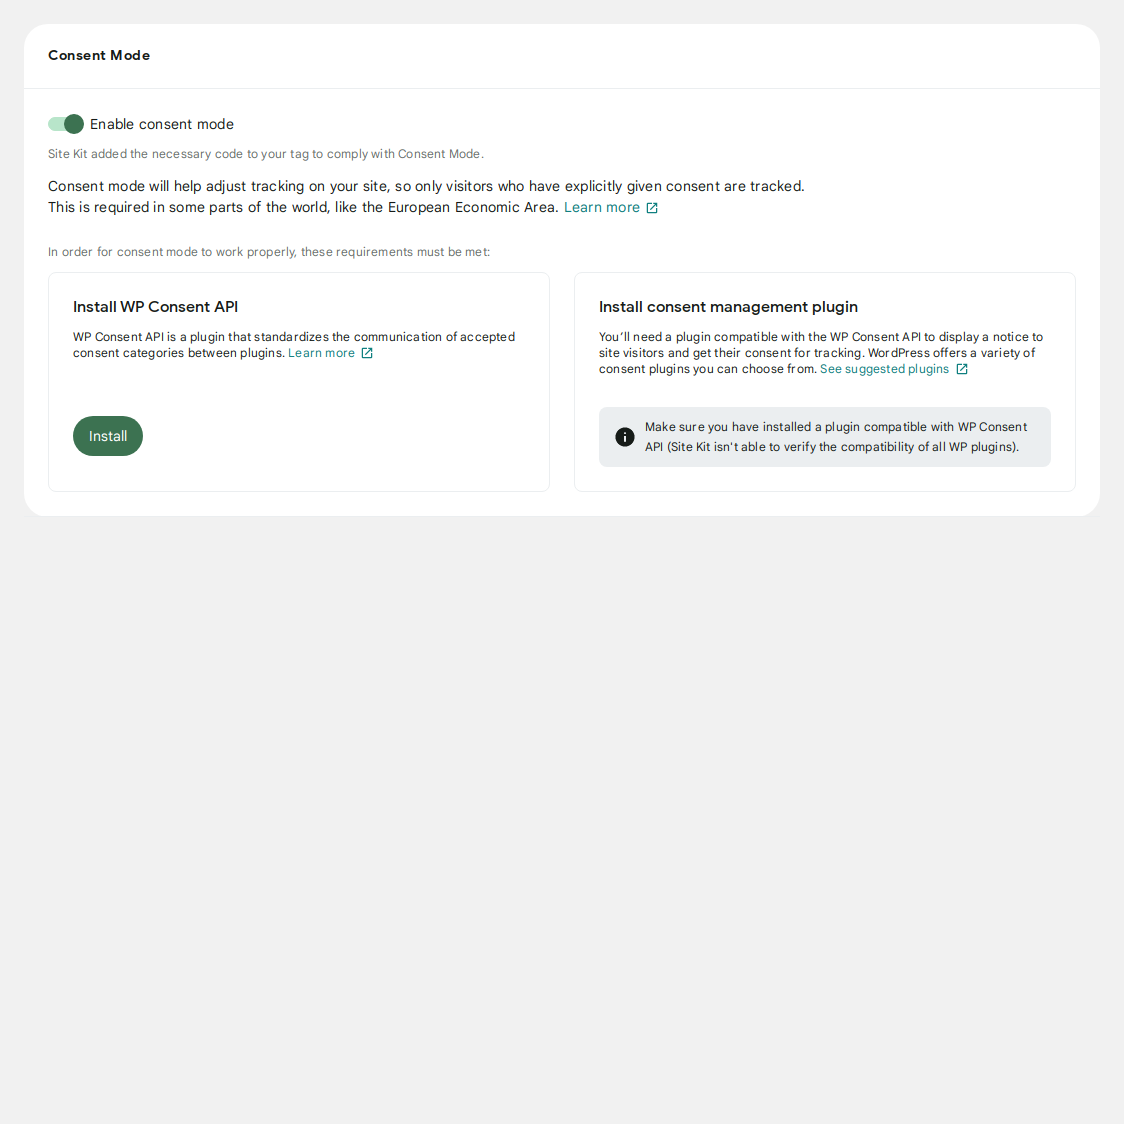 Consent Mode
Enable consent mode
Site Kit added the necessary code to your tag to comply with Consent Mode.
Consent mode will help adjust tracking on your site, so only visitors who have explicitly given consent are tracked.
This is required in some parts of the world, like the European Economic Area. Learn more
In order for consent mode to work properly, these requirements must be met:
Install WP Consent API
WP Consent API is a plugin that standardizes the communication of accepted
consent categories between plugins. Learn more
Install
Install consent management plugin
You’ll need a plugin compatible with the WP Consent API to display a notice to
site visitors and get their consent for tracking. WordPress offers a variety of
consent plugins you can choose from. See suggested plugins
Make sure you have installed a plugin compatible with WP Consent
API (Site Kit isn't able to verify the compatibility of all WP plugins).